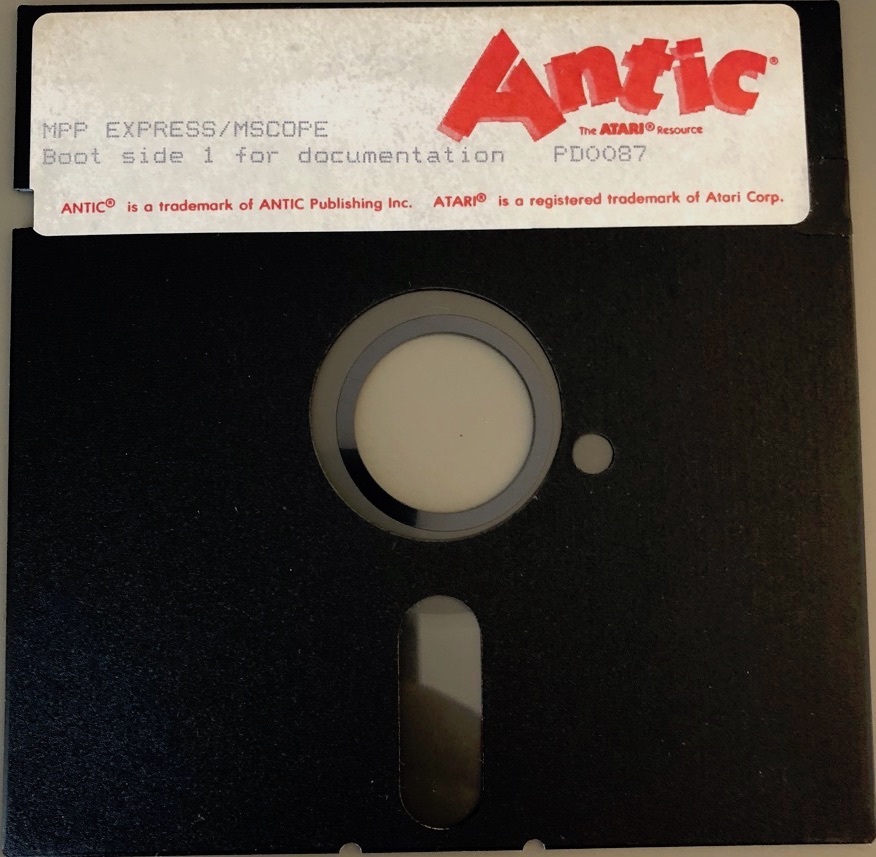 Antic®
The ATARI® Resource
MPP EXPRESS/MSCOPE
Boot side 1 for documentation PD0087
ANTIC® is a trademark of ANTIC Publishing Inc. ATARI® is a registered trademark of Atari Corp.